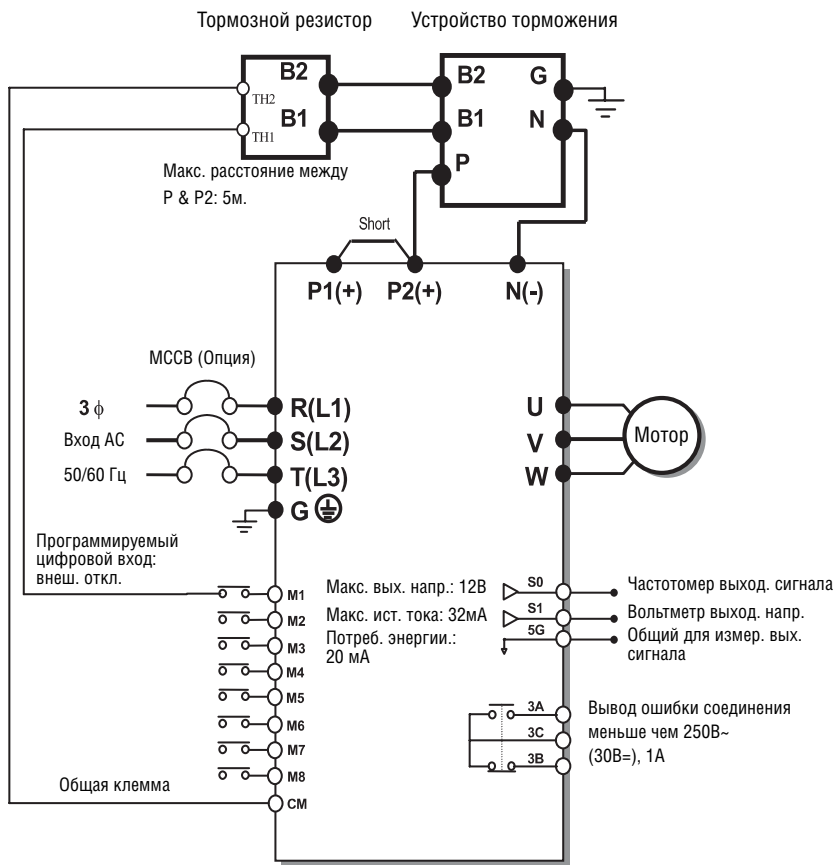 Тормозной резистор
Устройство торможения
B2
B2
G
TH2
B1
B1
N
TH1
P
Макс. расстояние между
P & P2: 5м.
Short
P1(+)
P2(+)
N(-)
МССВ (Опция)
3 ϕ
R(L1)
U
Вход АС
S(L2)
V
Мотор
50/60 Гц
T(L3)
W
G
Программируемый
цифровой вход:
внеш. откл.
M1
M2
M3
M4
M5
M6
M7
M8
Общая клемма
CM
Макс. вых. напр.: 12В
Макс. ист. тока: 32мА
Потреб. энергии.:
20 мА
S0
Частотомер выход. сигнала
S1
Вольтметр выход. напр.
5G
Общий для измер. вых.
сигнала
3A
3C
3B
Вывод ошибки соединения
меньше чем 250В~
(30В=), 1А